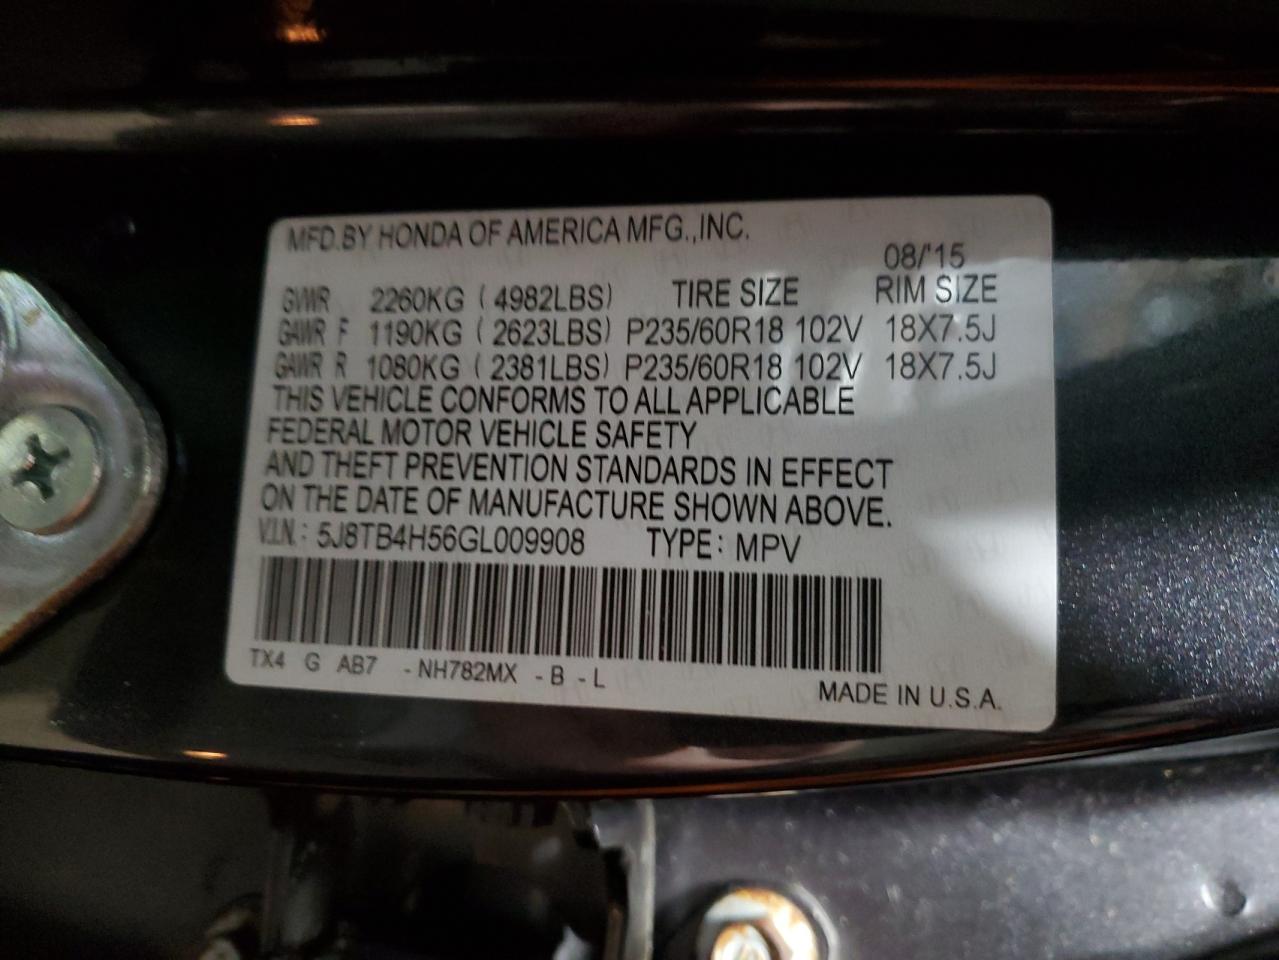 MFD.BY HONDA OF AMERICA MFG.,INC.
08/'15
GVWR 2260KG ( 4982LBS) TIRE SIZE RIM SIZE
GAWR F 1190KG ( 2623LBS) P235/60R18 102V 18X7.5J
GAWR R 1080KG ( 2381LBS) P235/60R18 102V 18X7.5J
THIS VEHICLE CONFORMS TO ALL APPLICABLE
FEDERAL MOTOR VEHICLE SAFETY
AND THEFT PREVENTION STANDARDS IN EFFECT
ON THE DATE OF MANUFACTURE SHOWN ABOVE.
V.I.N.: 5J8TB4H56GL009908 TYPE: MPV
TX4 G AB7 -NH782MX -B -L
MADE IN U.S.A.